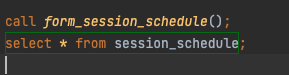 call form_session_schedule();
select * from session_schedule;